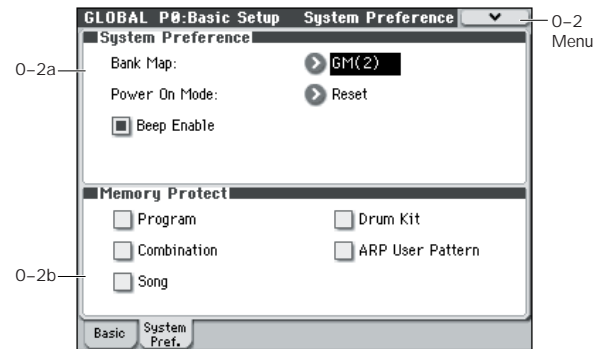 GLOBAL P0:Basic Setup System Preference
0–2
Menu
System Preference
0–2a
Bank Map: GM(2)
Power On Mode: Reset
Beep Enable
Memory Protect
Program Drum Kit
Combination ARP User Pattern
0–2b
Song
Basic System Pref.